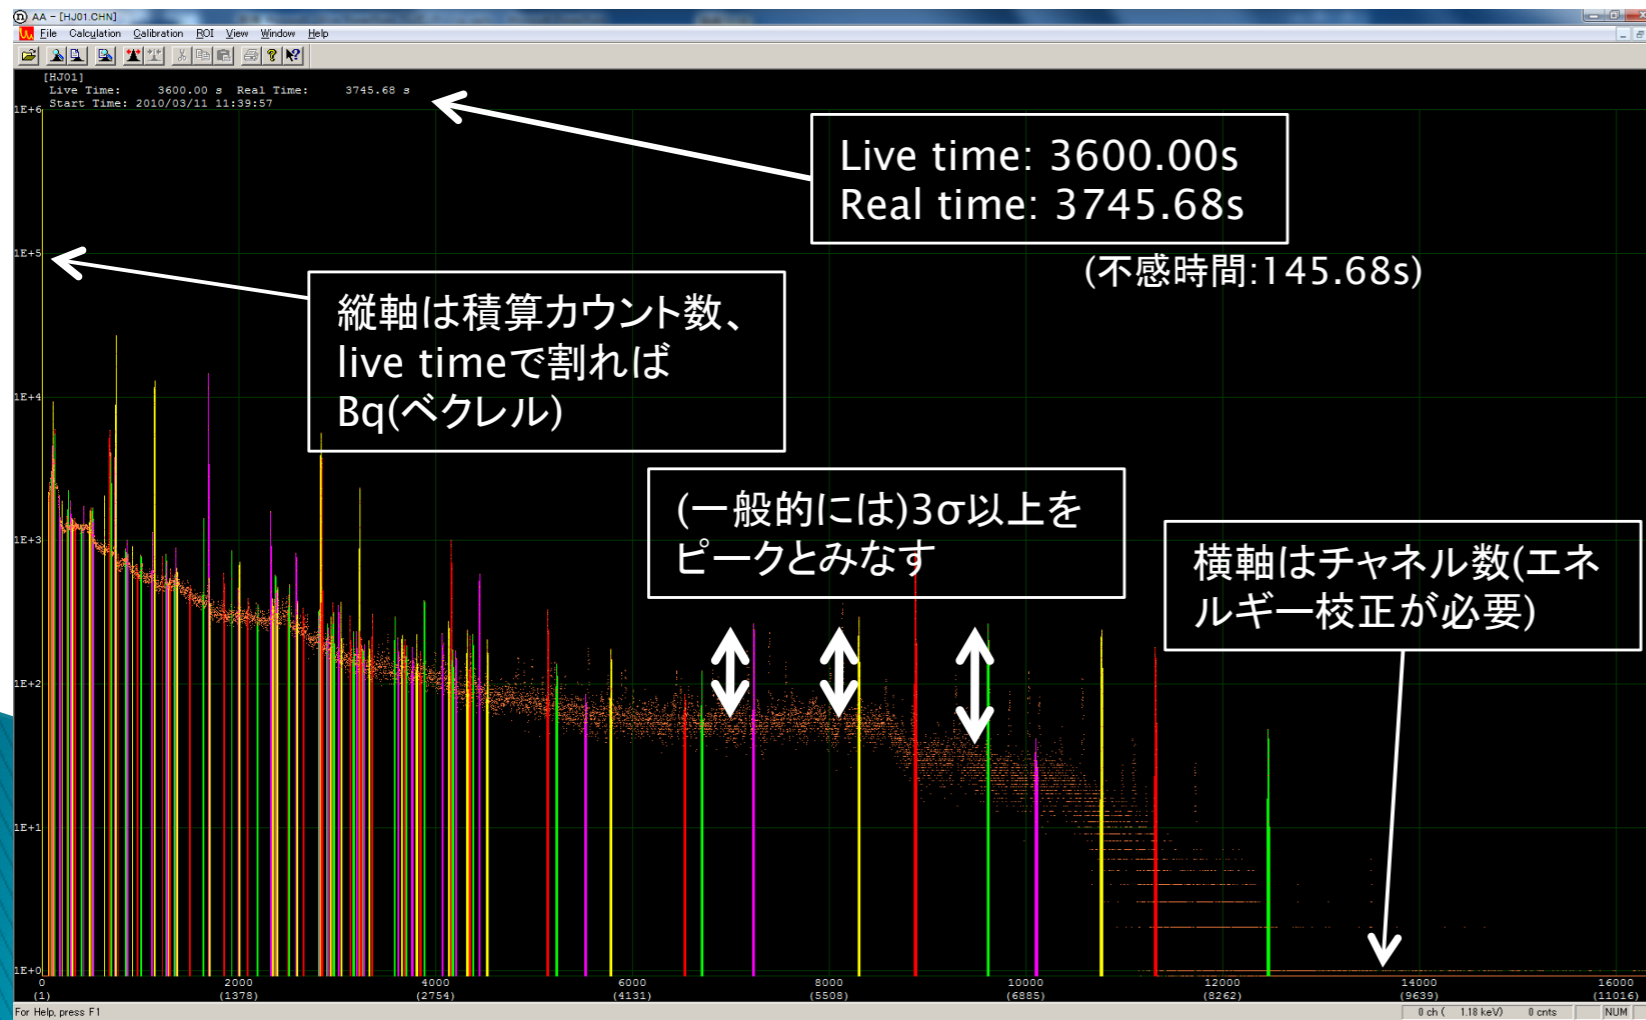 AA - [HJ01.CHN]
File Calculation Calibration ROI View Window Help
[HJ01]
Live Time: 3600.00 s Real Time: 3745.68 s
Start Time: 2010/03/11 11:39:57
1E+6
Live time: 3600.00s
Real time: 3745.68s
(不感時間:145.68s)
1E+5
縦軸は積算カウント数、
live timeで割れば
Bq(ベクレル)
1E+4
(一般的には)3σ以上を
ピークとみなす
1E+3
横軸はチャネル数(エネ
ルギー校正が必要)
1E+2
1E+1
1E+0
0 2000 4000 6000 8000 10000 12000 14000 16000
(1) (1378) (2754) (4131) (5508) (6885) (8262) (9639) (11016)
For Help, press F1
0 ch ( 1.18 keV) 0 cnts NUM